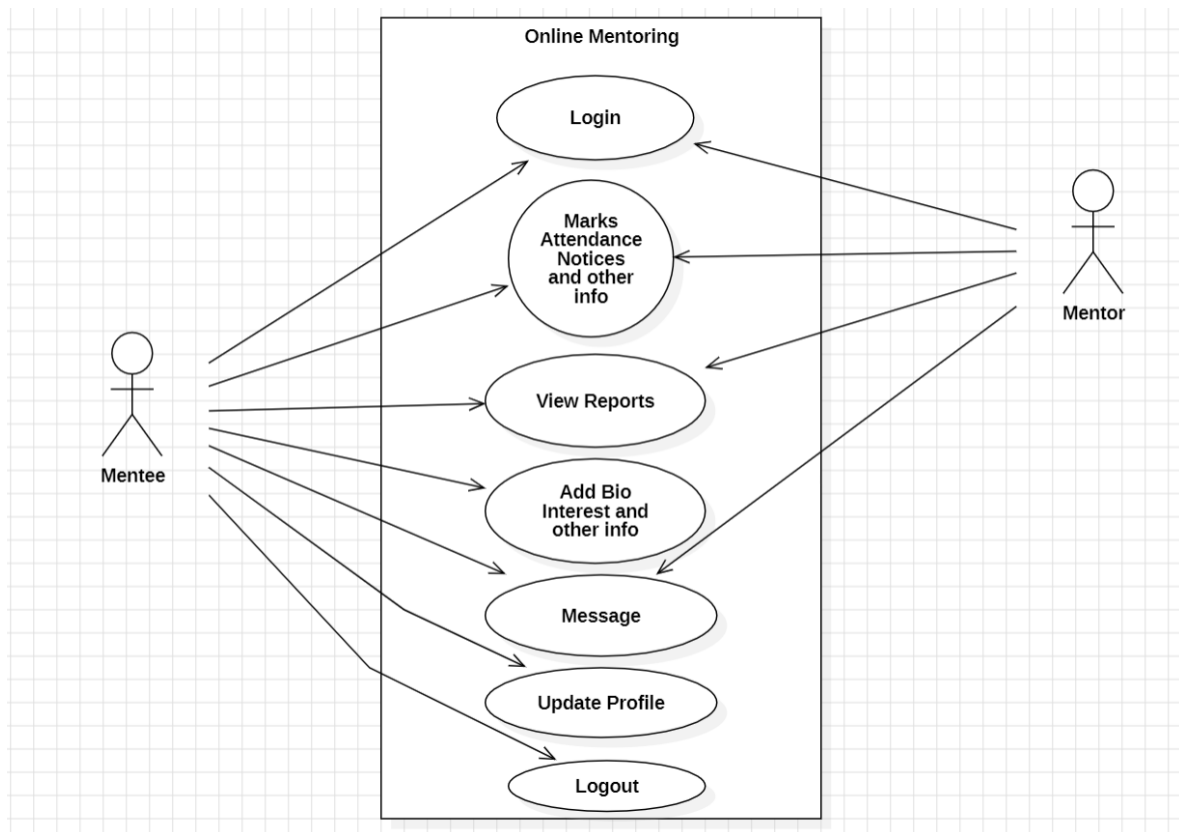 Online Mentoring
Login
Marks
Attendance
Notices
and other
info
Mentor
View Reports
Mentee
Add Bio
Interest and
other info
Message
Update Profile
Logout